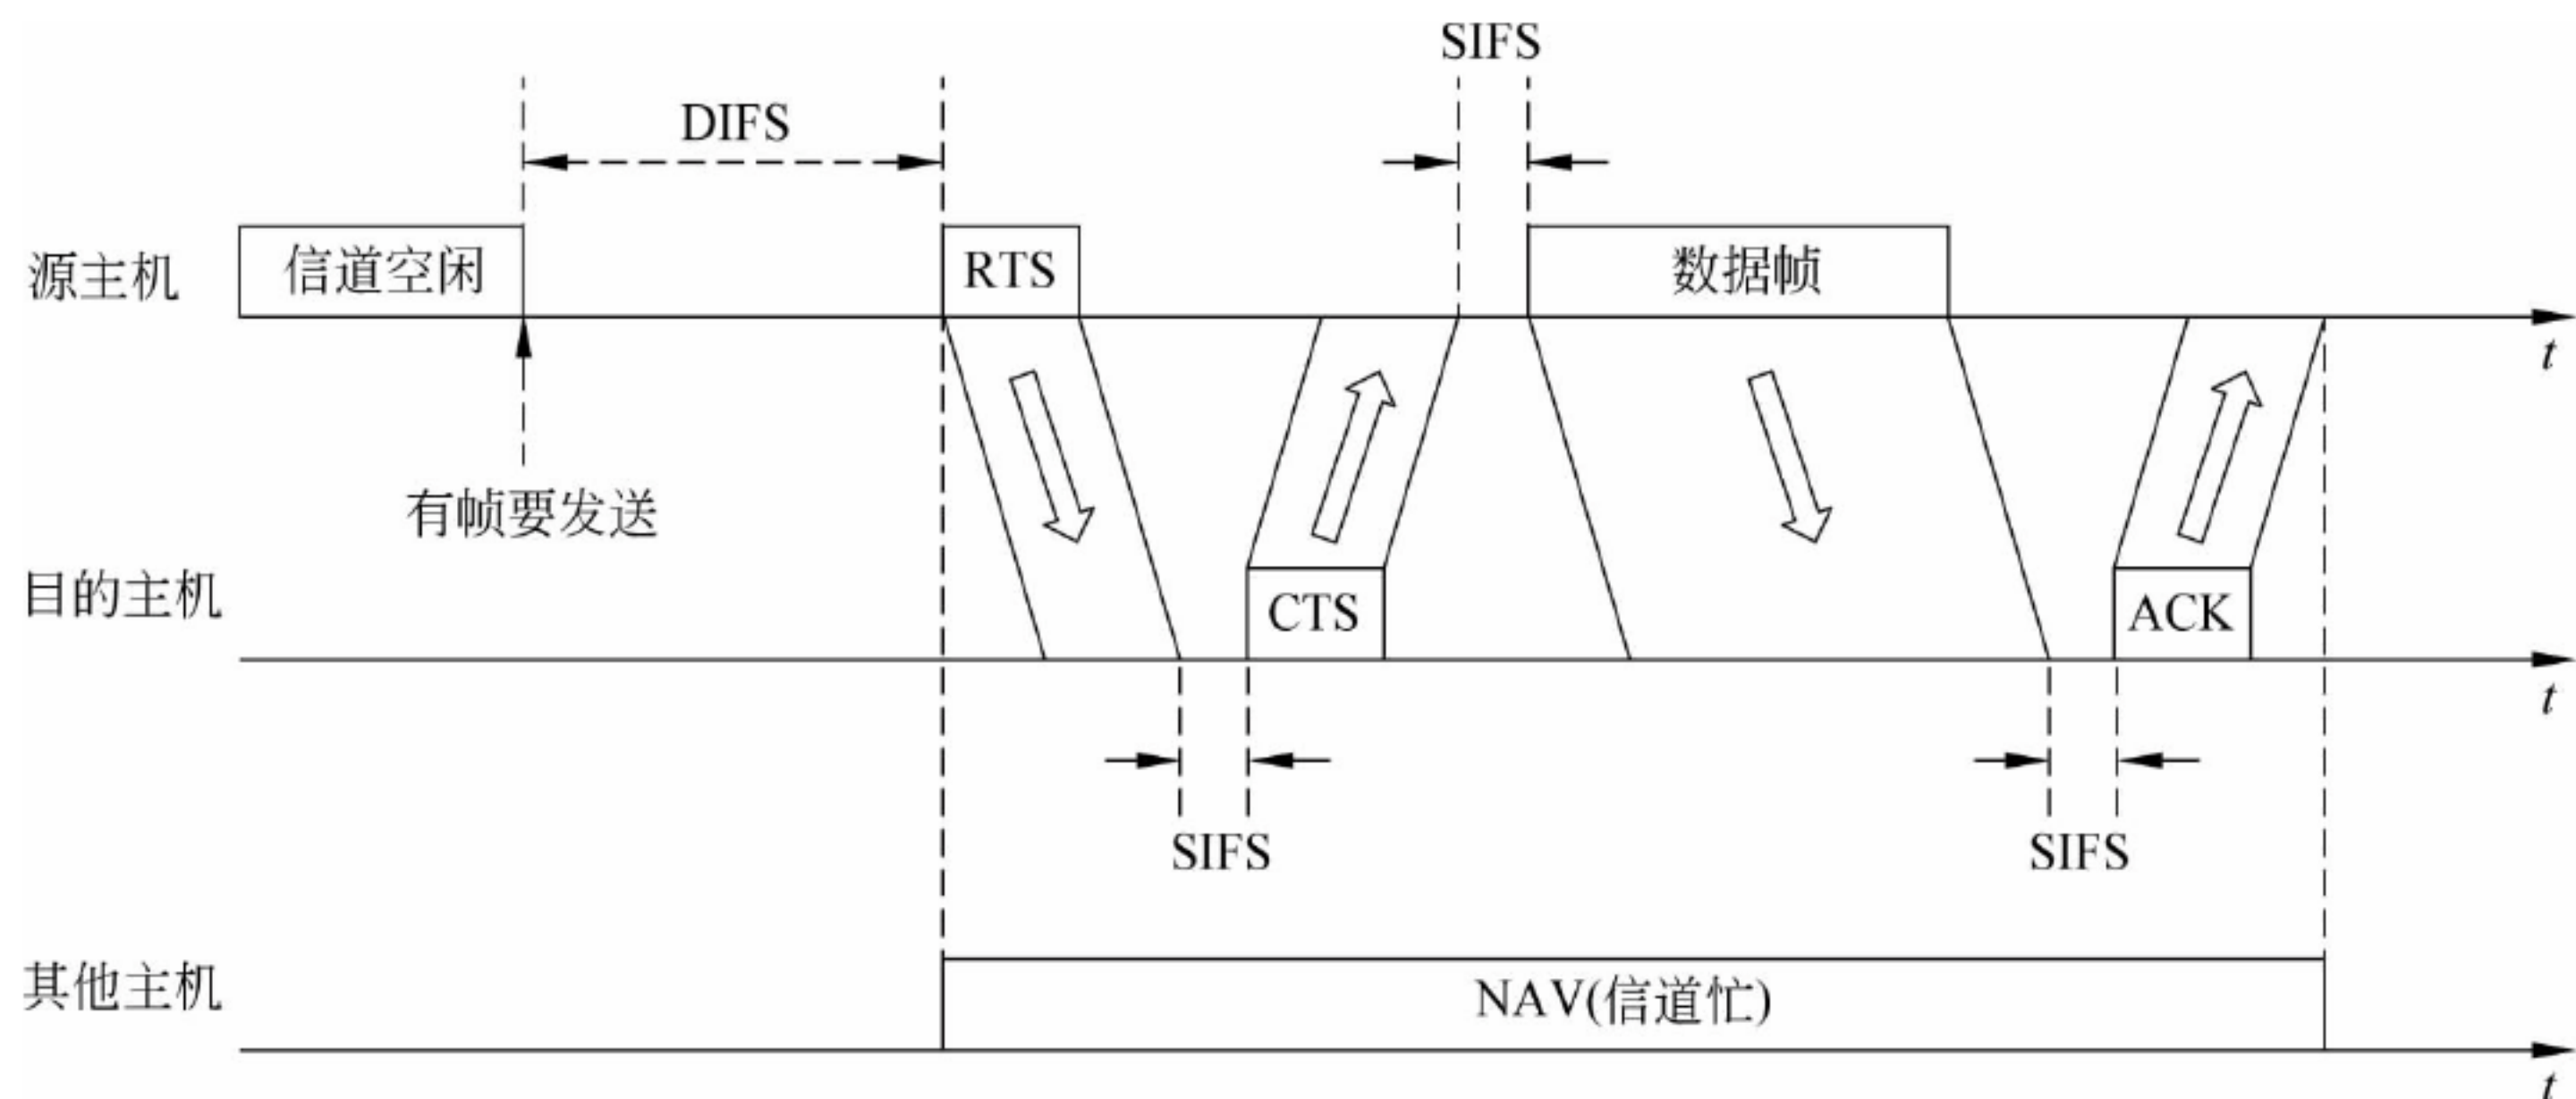 SIFS
DIFS
源主机
信道空闲
RTS
数据帧
t
有帧要发送
目的主机
CTS
ACK
t
SIFS
SIFS
其他主机
NAV(信道忙)
t